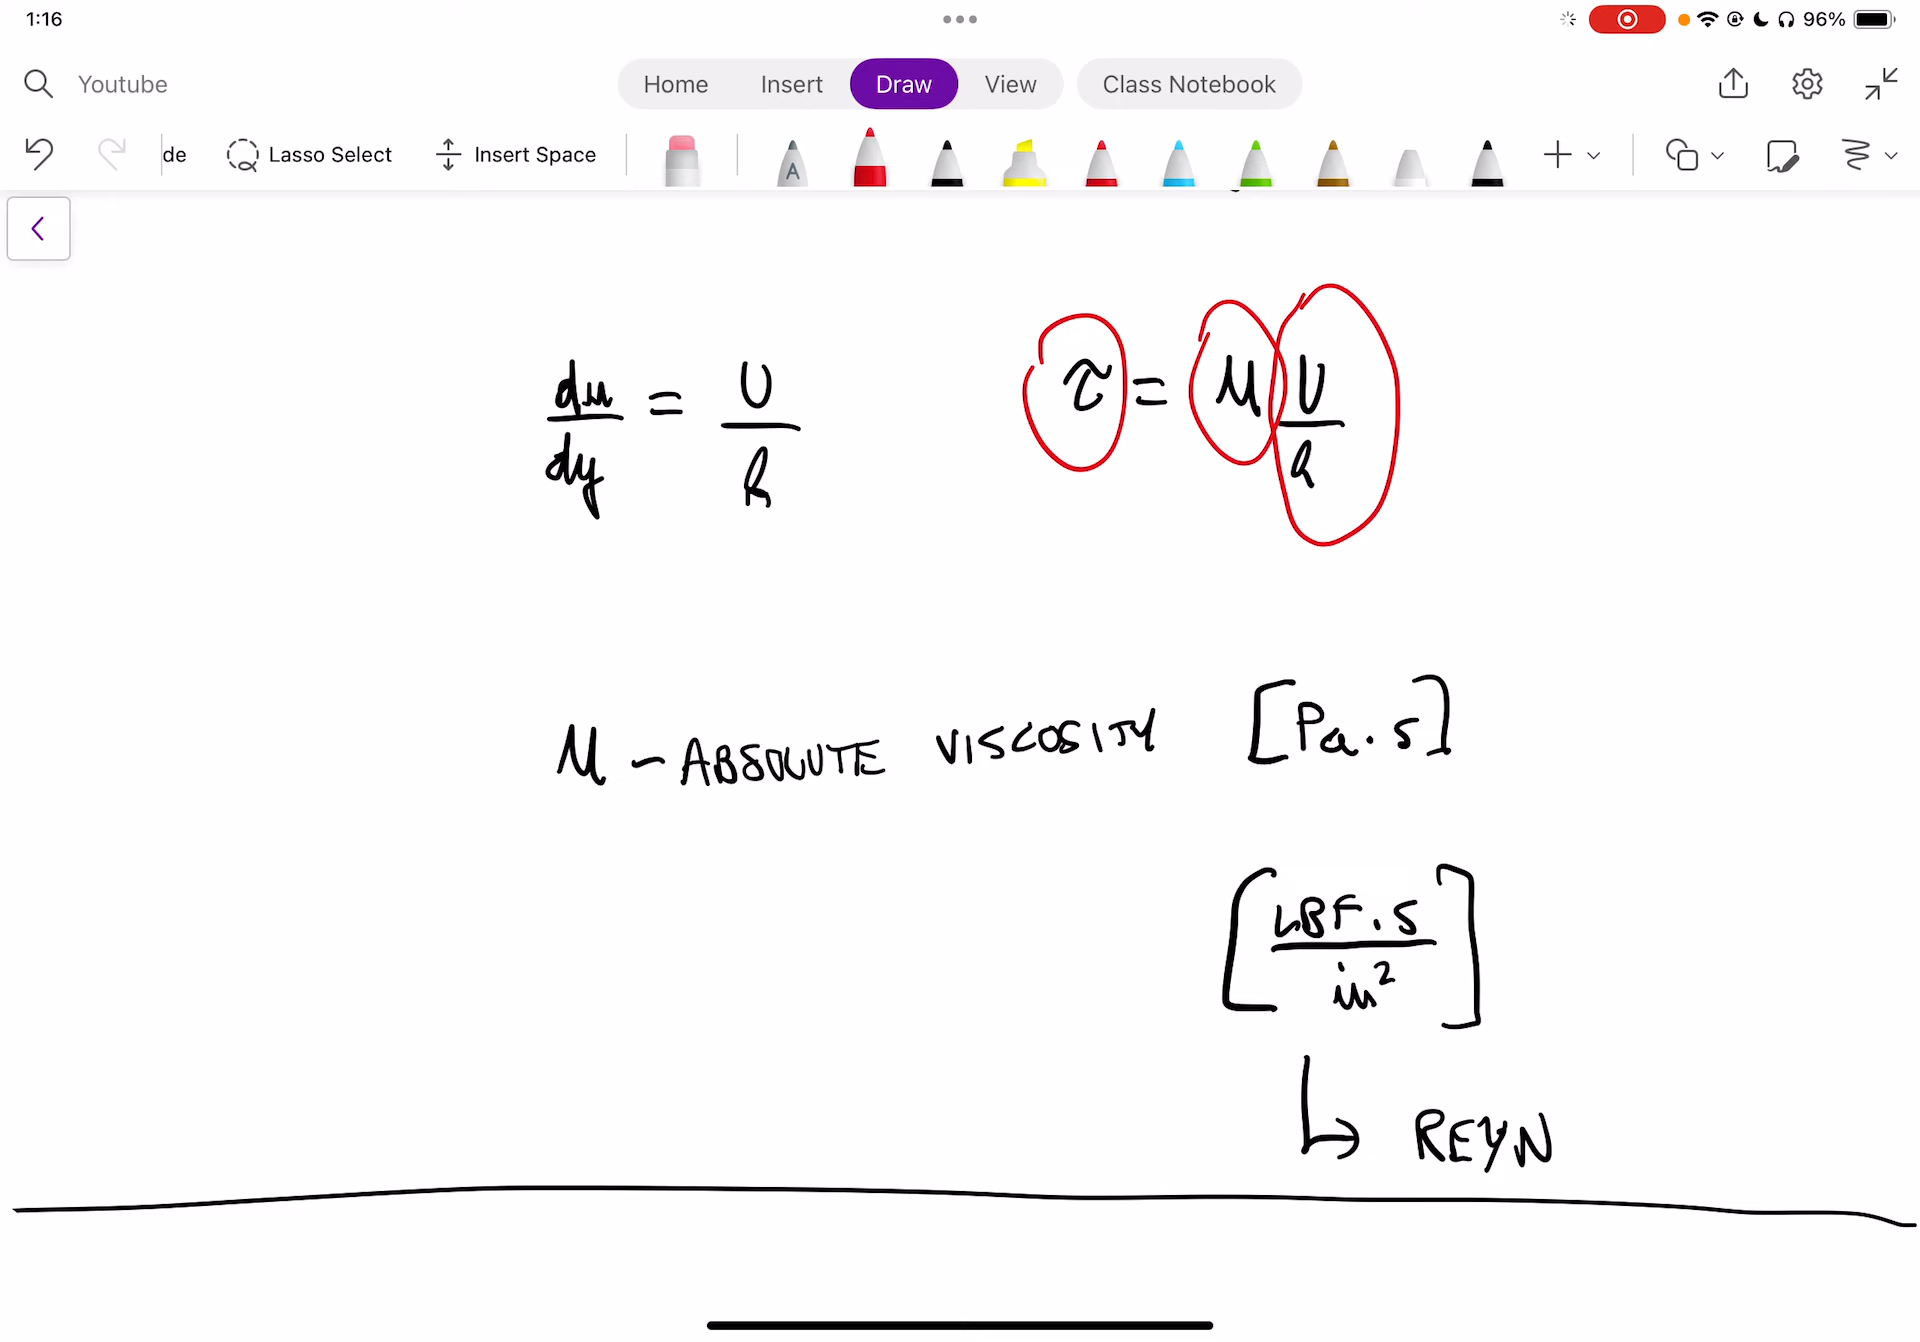 1:16
96%
Youtube
Home Insert Draw View Class Notebook
de Lasso Select Insert Space
A
du/dy = U/h
τ = μ U/h
μ - ABSOLUTE VISCOSITY [Pa.s]
[LBF.s/in²]
↳ REYN